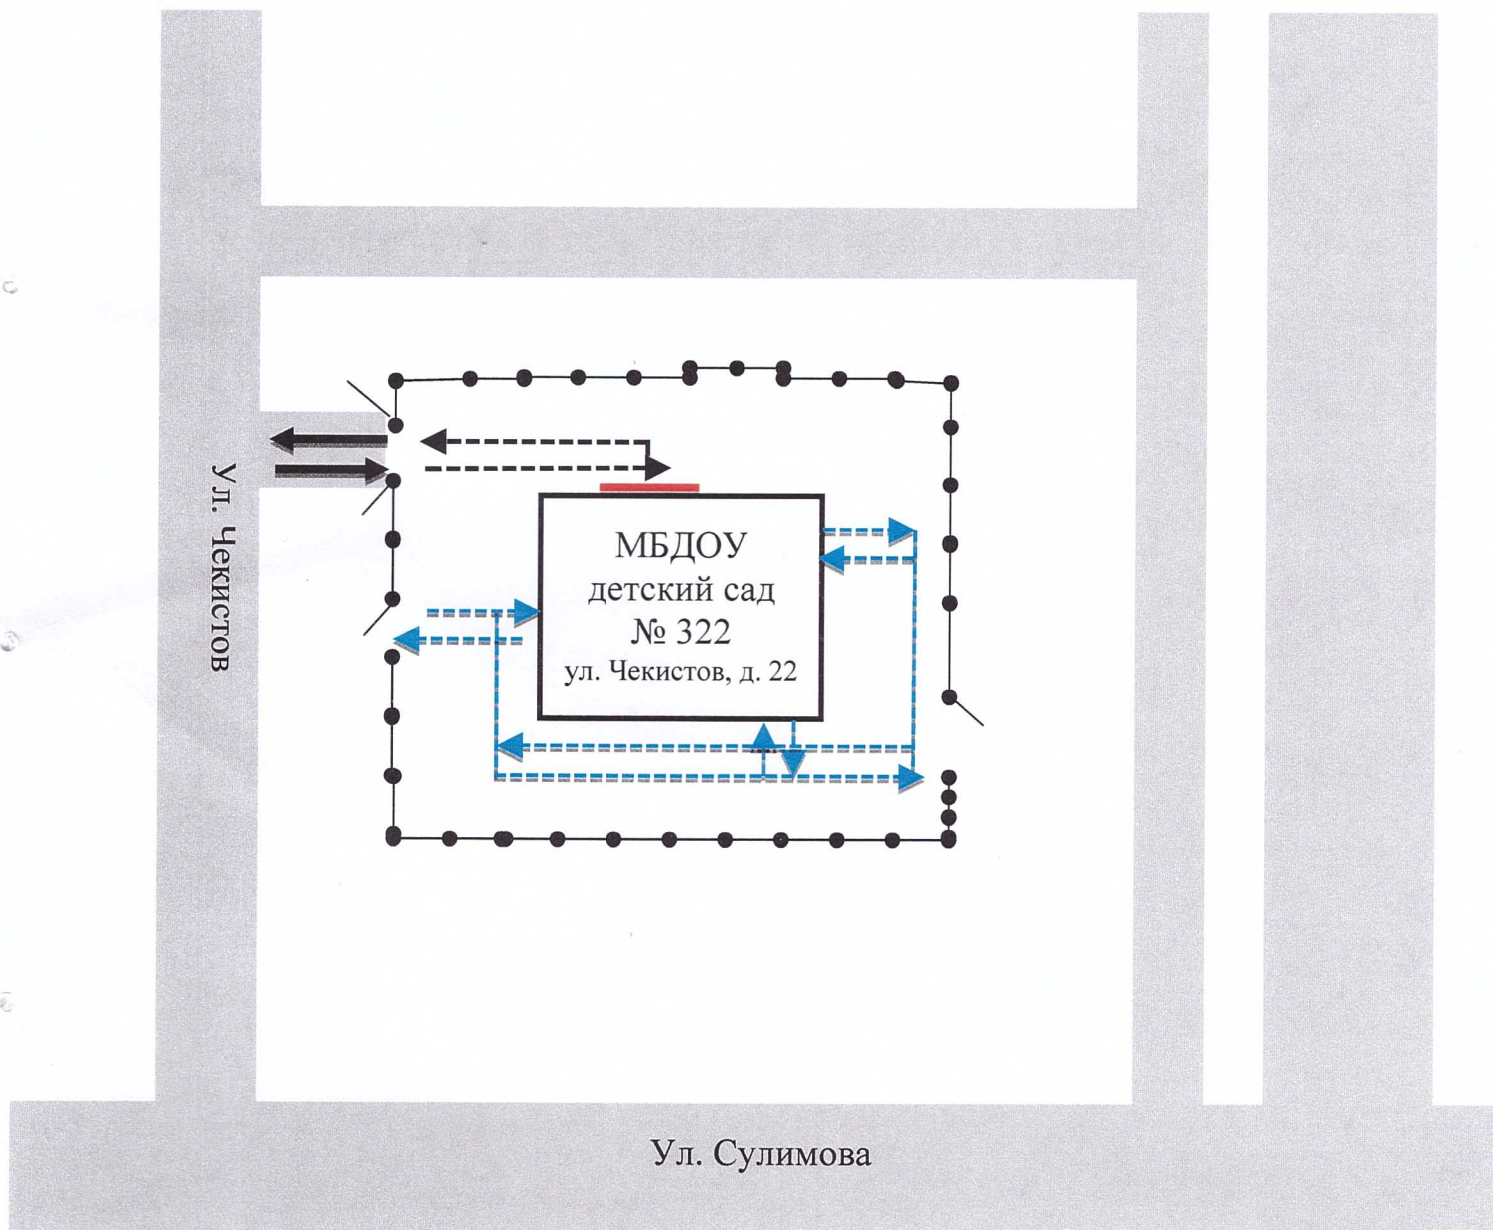 Ул. Чекистов
МБДОУ
детский сад
№ 322
ул. Чекистов, д. 22
Ул. Сулимова